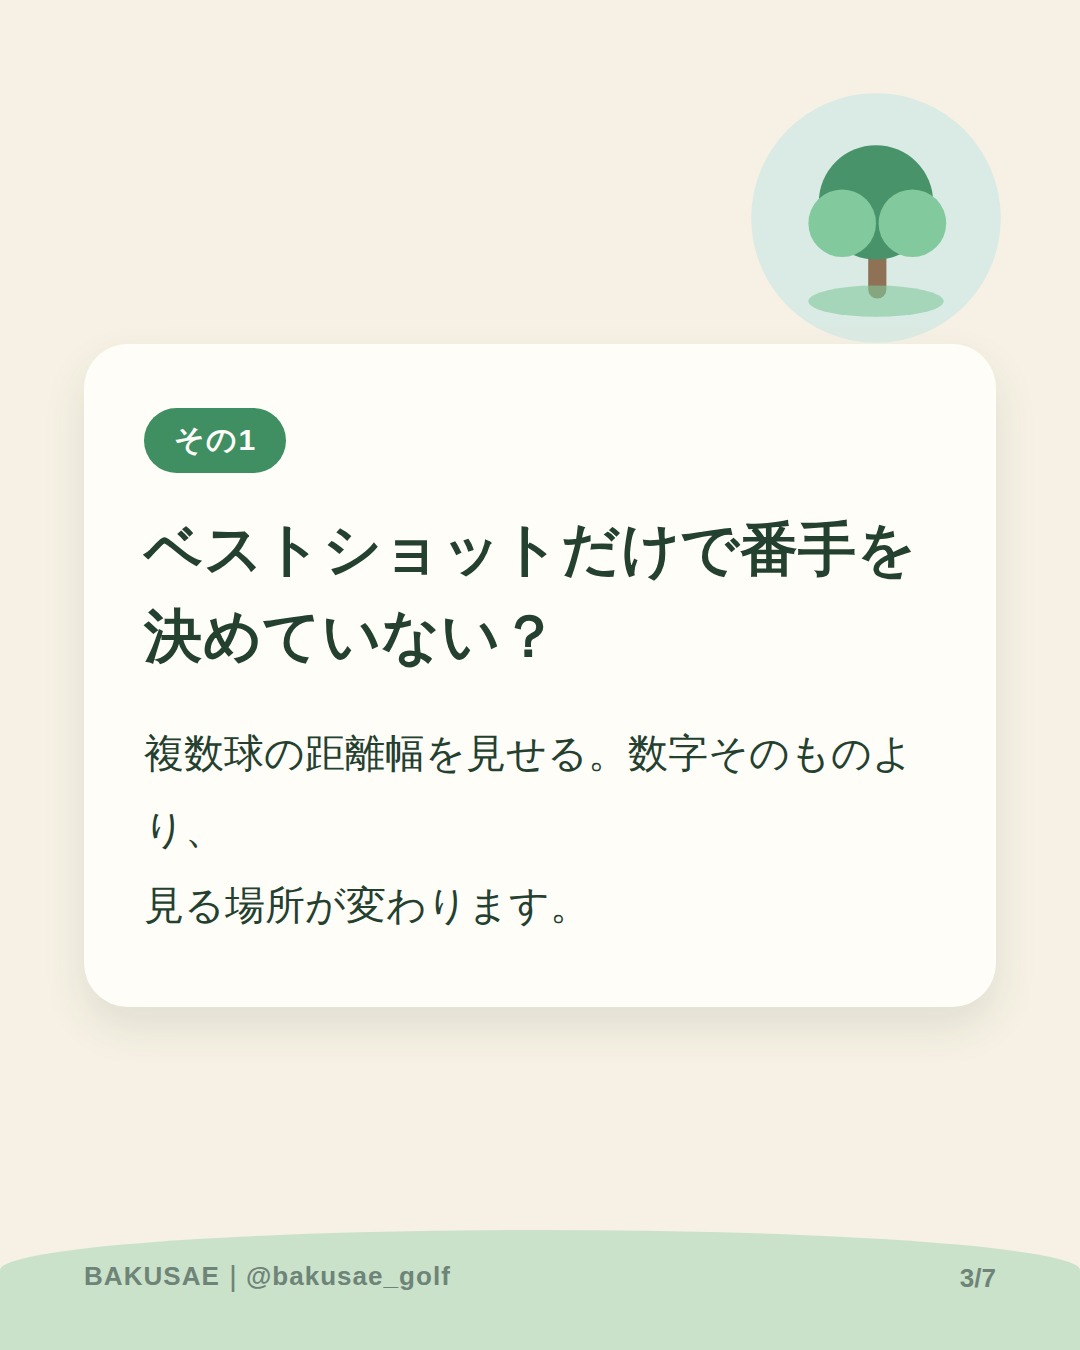 その1
ベストショットだけで番手を
決めていない？
複数球の距離幅を見せる。数字そのものよ
り、
見る場所が変わります。
BAKUSAE | @bakusae_golf
3/7